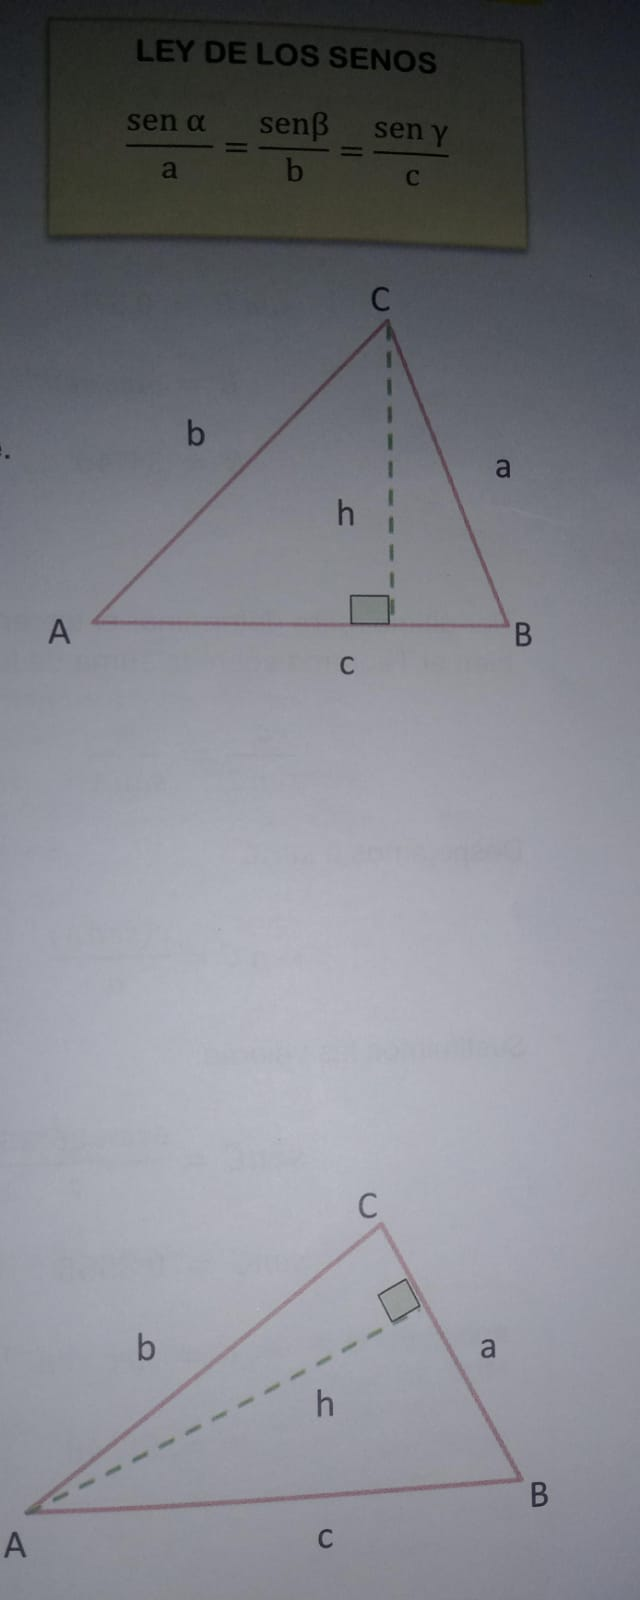 LEY DE LOS SENOS
sen α / a = senβ / b = sen γ / c
C
b
a
h
A
B
c
C
b
a
h
B
A
c